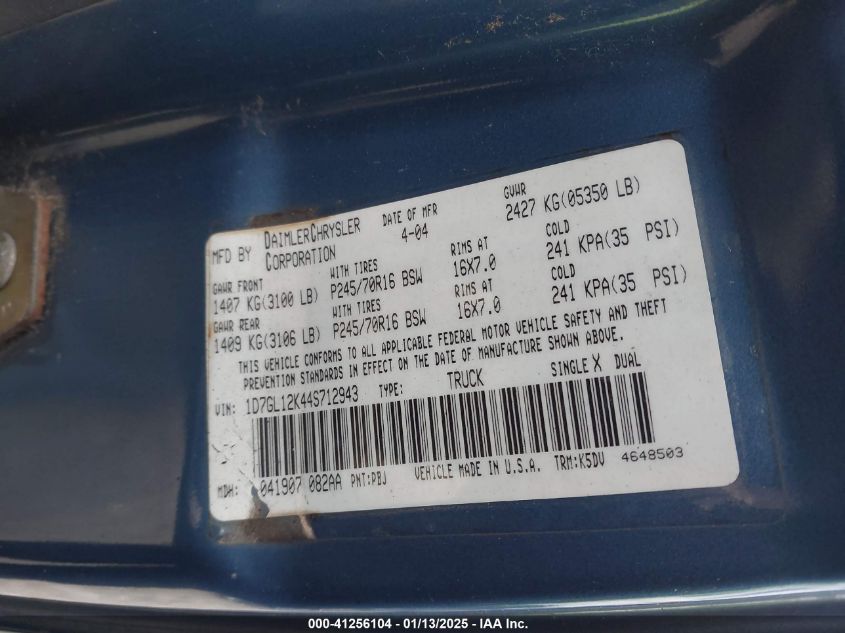 MFD BY DAIMLERCHRYSLER CORPORATION DATE OF MFR 4-04 GVWR 2427 KG(05350 LB)
GAWR FRONT WITH TIRES RIMS AT COLD
1407 KG(3100 LB) P245/70R16 BSW 16X7.0 241 KPA(35 PSI)
GAWR REAR WITH TIRES RIMS AT COLD
1409 KG(3106 LB) P245/70R16 BSW 16X7.0 241 KPA(35 PSI)
THIS VEHICLE CONFORMS TO ALL APPLICABLE FEDERAL MOTOR VEHICLE SAFETY AND THEFT
PREVENTION STANDARDS IN EFFECT ON THE DATE OF MANUFACTURE SHOWN ABOVE.
VIN: 1D7GL12K44S712943 TYPE: TRUCK SINGLE X DUAL
MDH: 041907 082AA PNT:PBJ VEHICLE MADE IN U.S.A. TRM:K5DV 4648503
000-41256104 — 01/13/2025 — IAA Inc.